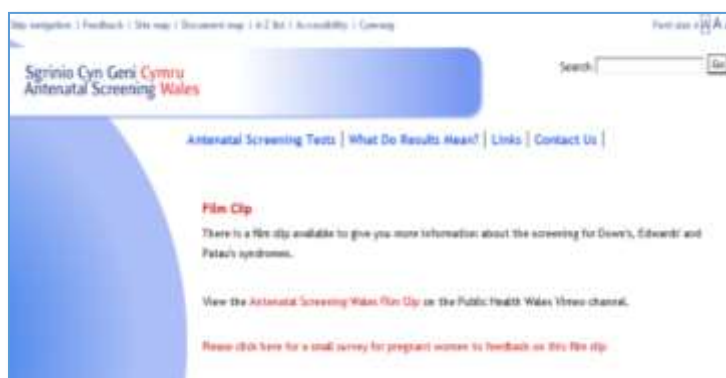 Skip navigation | Feedback | Site map | Document map | A-Z list | Accessibility | Cymraeg
Font size A A A
Search
Go
Sgrinio Cyn Geni Cymru
Antenatal Screening Wales
Antenatal Screening Tests | What Do Results Mean? | Links | Contact Us |
Film Clip
There is a film clip available to give you more information about the screening for Down's, Edwards' and
Patau's syndromes.
View the Antenatal Screening Wales Film Clip on the Public Health Wales Vimeo channel.
Please click here for a small survey for pregnant women to feedback on this film clip